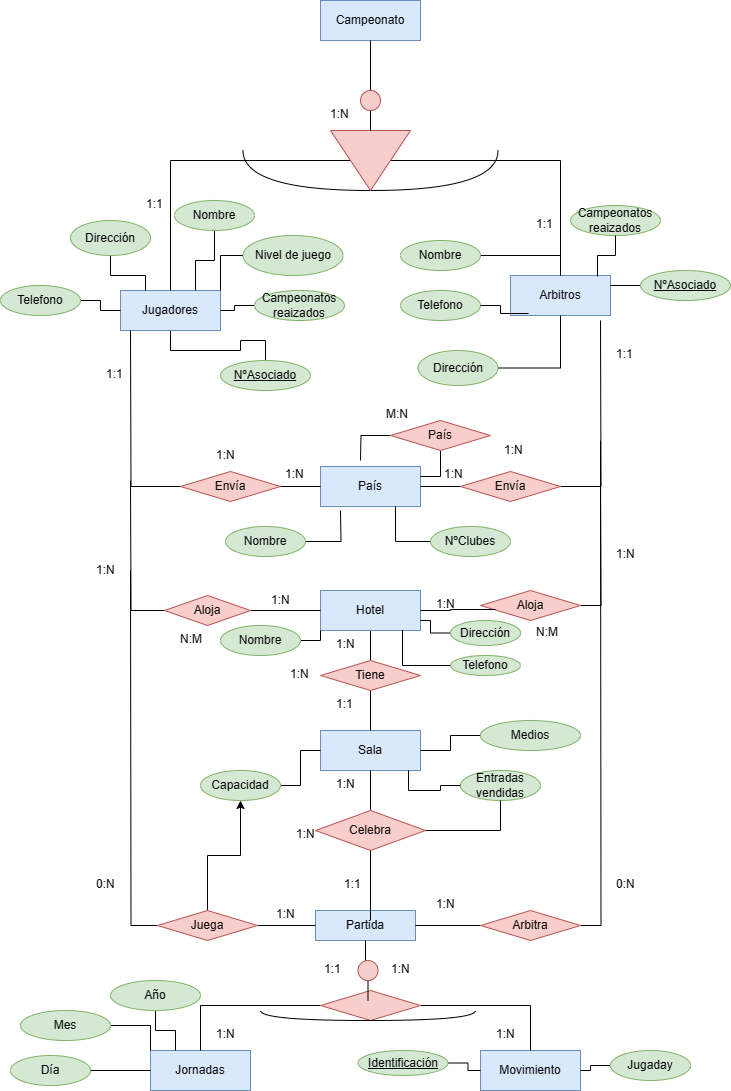 Campeonato
1:N
1:1
Nombre
Dirección
Nivel de juego
Telefono
Jugadores
Campeonatos
reaizados
NºAsociado
1:1
Campeonatos
reaizados
Nombre
Arbitros
NºAsociado
Telefono
Dirección
1:1
1:1
M:N
País
1:N
1:N
Envía
1:N
País
1:N
Envía
Nombre
NºClubes
1:N
1:N
Aloja
1:N
Hotel
1:N
Aloja
N:M
N:M
Nombre
1:N
Dirección
Telefono
1:N
Tiene
1:1
Sala
Medios
Capacidad
1:N
Entradas
vendidas
1:N
Celebra
1:1
0:N
0:N
Juega
1:N
Partida
1:N
Arbitra
1:1
1:N
Año
Mes
Día
1:N
Jornadas
1:N
Identificación
Movimiento
Jugaday